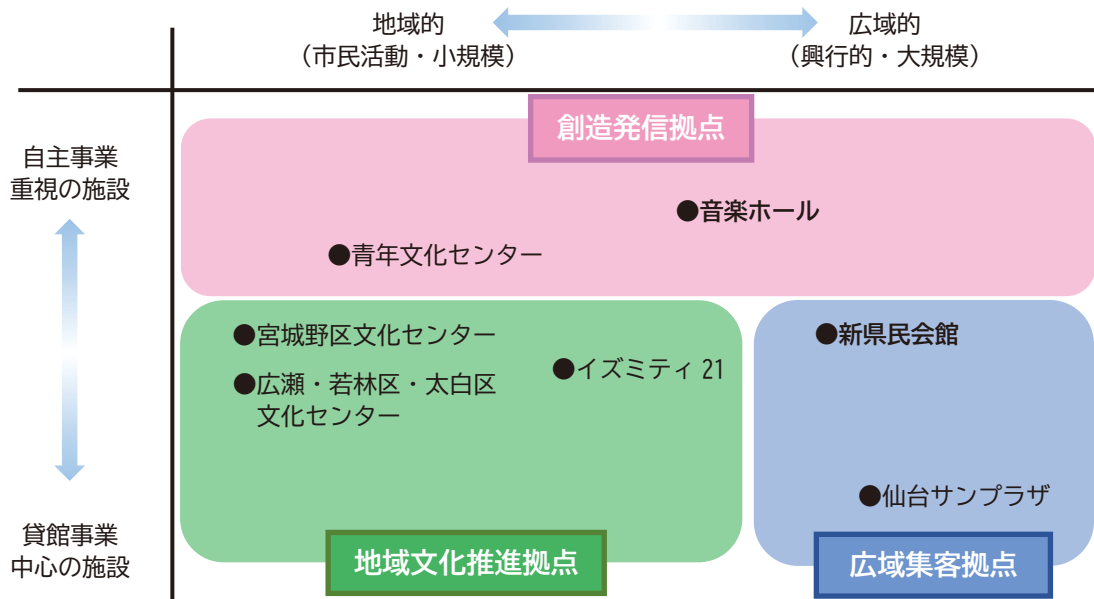 地域的
（市民活動・小規模）
広域的
（興行的・大規模）
自主事業
重視の施設
貸館事業
中心の施設
創造発信拠点
●音楽ホール
●青年文化センター
●宮城野区文化センター
●イズミティ 21
●広瀬・若林区・太白区
文化センター
地域文化推進拠点
●新県民会館
●仙台サンプラザ
広域集客拠点